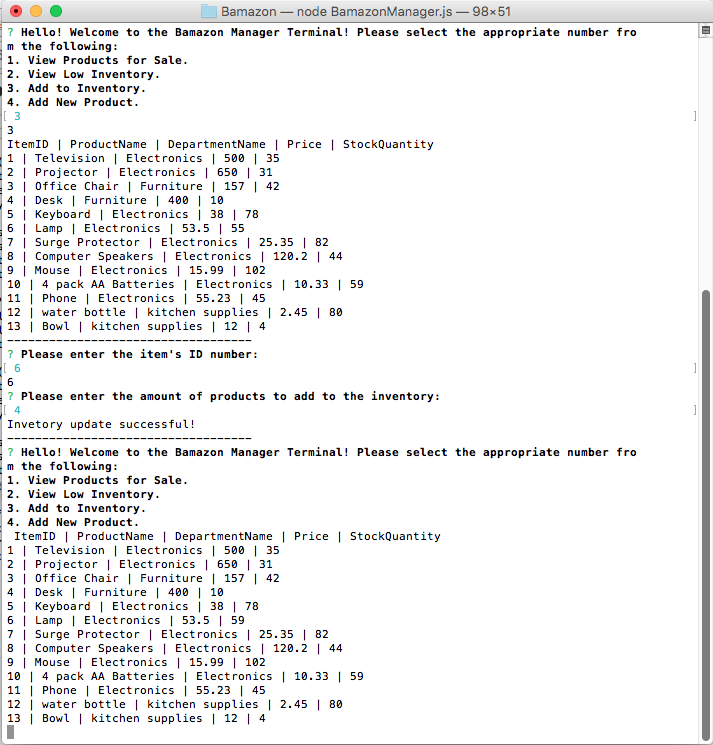 Bamazon — node BamazonManager.js — 98×51
? Hello! Welcome to the Bamazon Manager Terminal! Please select the appropriate number fro
m the following:
1. View Products for Sale.
2. View Low Inventory.
3. Add to Inventory.
4. Add New Product.
[ 3 ]
3
ItemID | ProductName | DepartmentName | Price | StockQuantity
1 | Television | Electronics | 500 | 35
2 | Projector | Electronics | 650 | 31
3 | Office Chair | Furniture | 157 | 42
4 | Desk | Furniture | 400 | 10
5 | Keyboard | Electronics | 38 | 78
6 | Lamp | Electronics | 53.5 | 55
7 | Surge Protector | Electronics | 25.35 | 82
8 | Computer Speakers | Electronics | 120.2 | 44
9 | Mouse | Electronics | 15.99 | 102
10 | 4 pack AA Batteries | Electronics | 10.33 | 59
11 | Phone | Electronics | 55.23 | 45
12 | water bottle | kitchen supplies | 2.45 | 80
13 | Bowl | kitchen supplies | 12 | 4
-----------------------------------
? Please enter the item's ID number:
[ 6 ]
6
? Please enter the amount of products to add to the inventory:
[ 4 ]
Invetory update successful!
-----------------------------------
? Hello! Welcome to the Bamazon Manager Terminal! Please select the appropriate number fro
m the following:
1. View Products for Sale.
2. View Low Inventory.
3. Add to Inventory.
4. Add New Product.
ItemID | ProductName | DepartmentName | Price | StockQuantity
1 | Television | Electronics | 500 | 35
2 | Projector | Electronics | 650 | 31
3 | Office Chair | Furniture | 157 | 42
4 | Desk | Furniture | 400 | 10
5 | Keyboard | Electronics | 38 | 78
6 | Lamp | Electronics | 53.5 | 59
7 | Surge Protector | Electronics | 25.35 | 82
8 | Computer Speakers | Electronics | 120.2 | 44
9 | Mouse | Electronics | 15.99 | 102
10 | 4 pack AA Batteries | Electronics | 10.33 | 59
11 | Phone | Electronics | 55.23 | 45
12 | water bottle | kitchen supplies | 2.45 | 80
13 | Bowl | kitchen supplies | 12 | 4